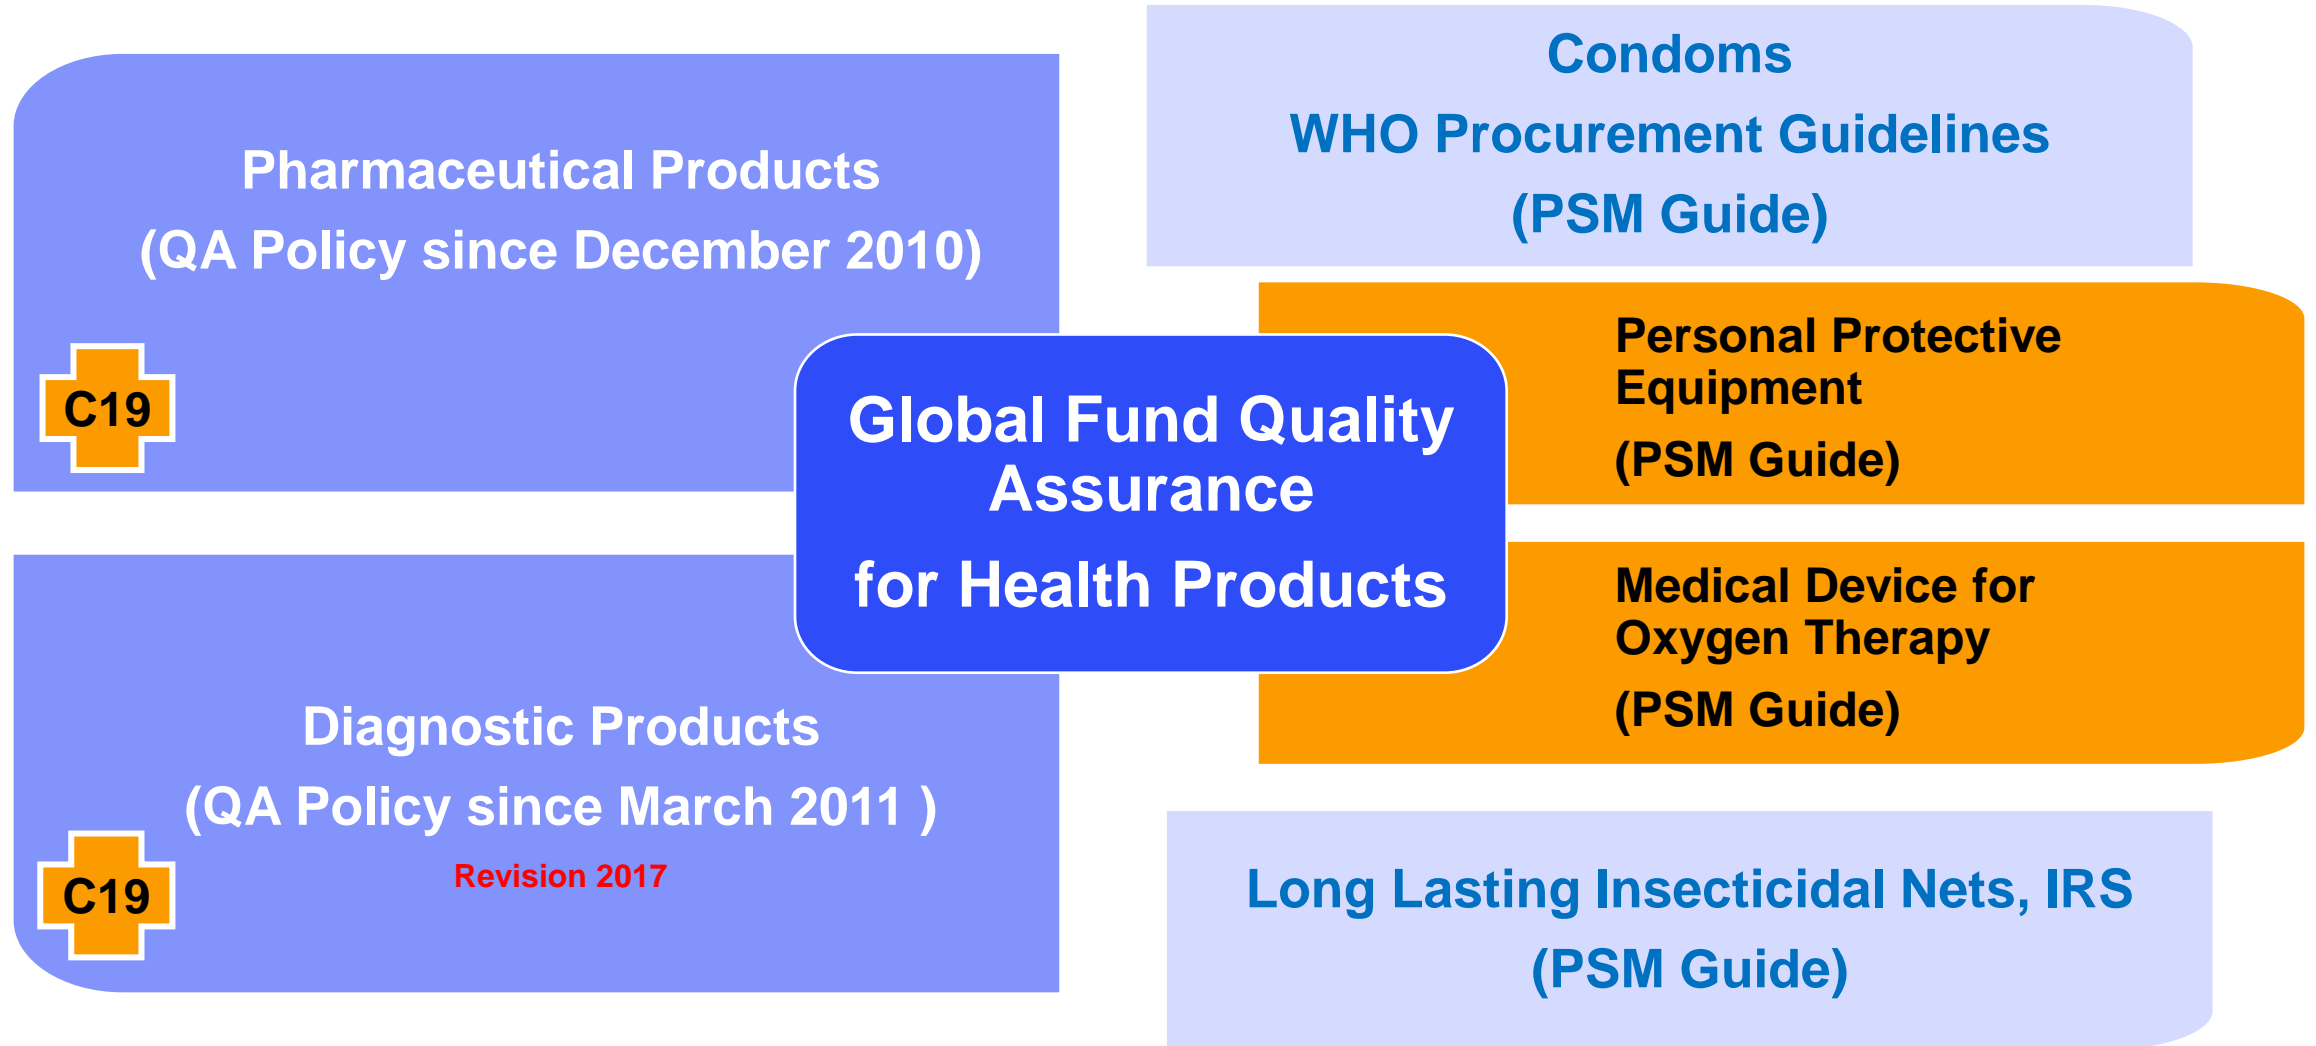 Pharmaceutical Products
(QA Policy since December 2010)
C19
Diagnostic Products
(QA Policy since March 2011 )
Revision 2017
C19
Global Fund Quality
Assurance
for Health Products
Condoms
WHO Procurement Guidelines
(PSM Guide)
Personal Protective
Equipment
(PSM Guide)
Medical Device for
Oxygen Therapy
(PSM Guide)
Long Lasting Insecticidal Nets, IRS
(PSM Guide)